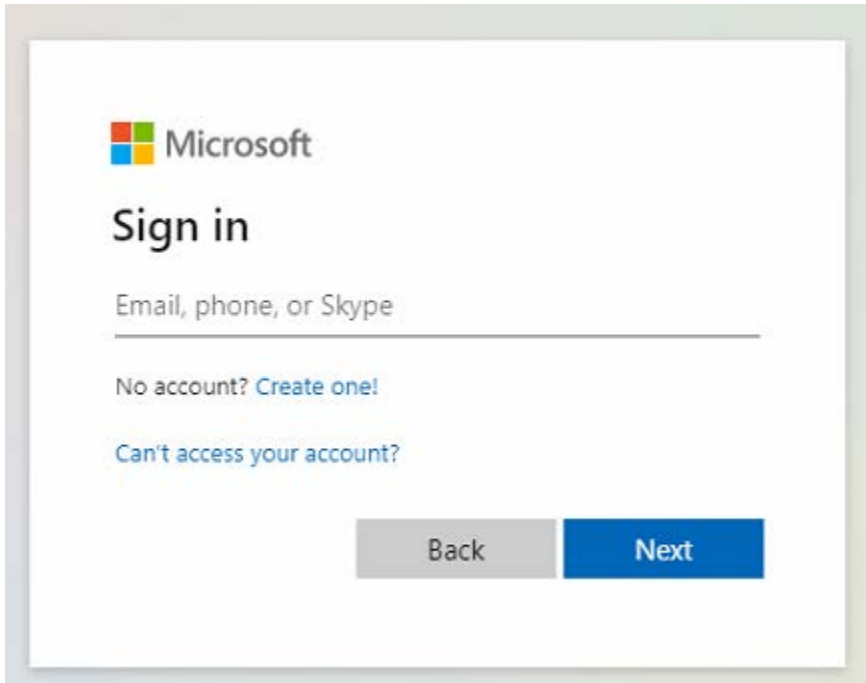 Microsoft
Sign in
Email, phone, or Skype
No account? Create one!
Can't access your account?
Back Next